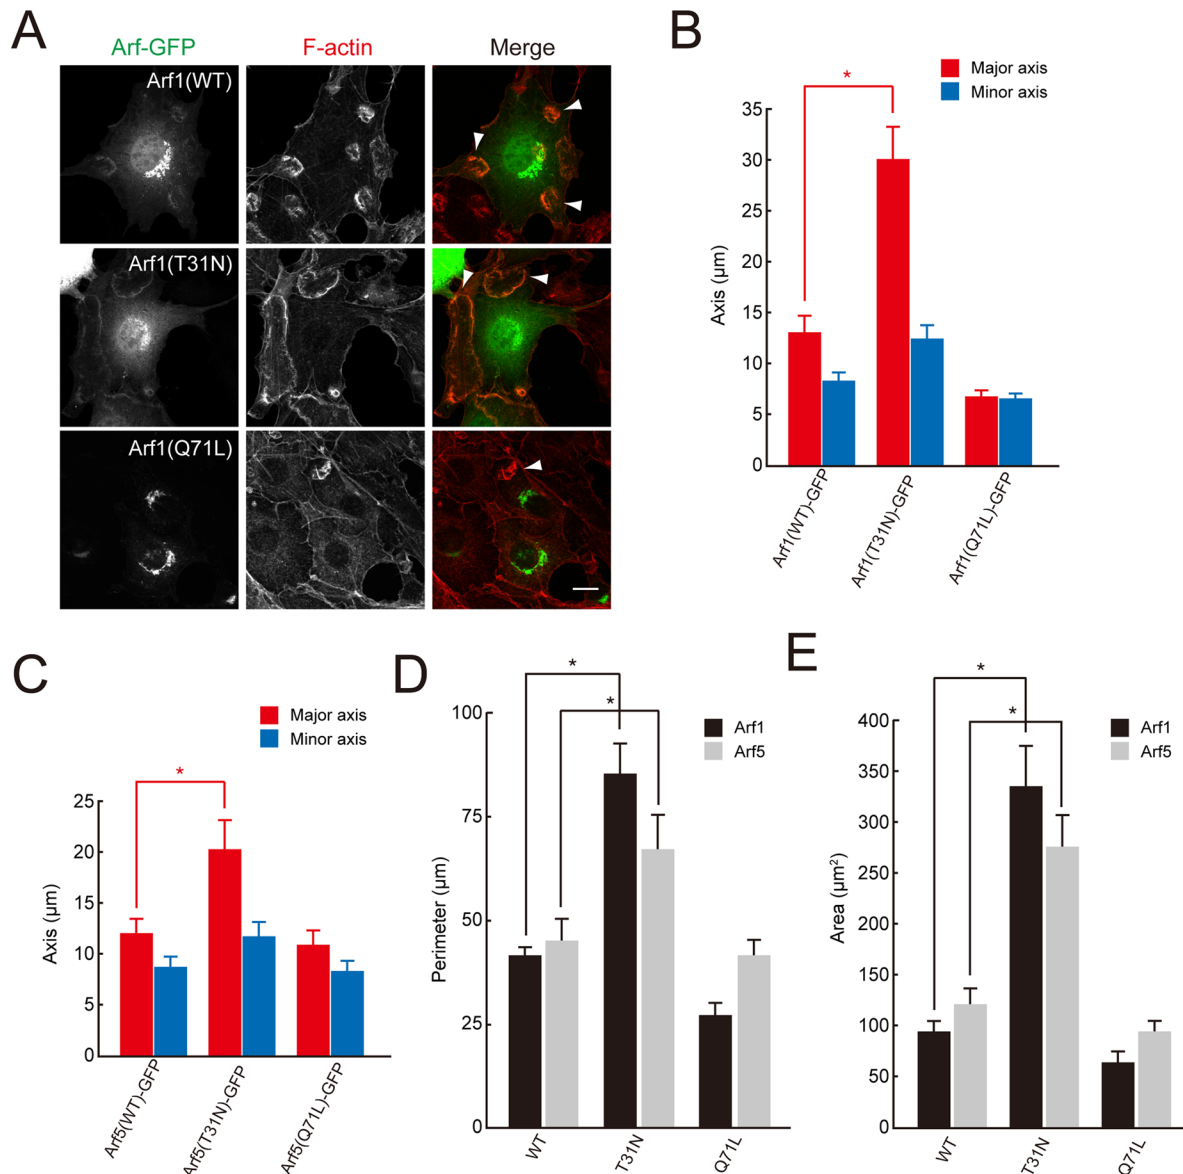 A
Arf-GFP
F-actin
Merge
Arf1(WT)
Arf1(T31N)
Arf1(Q71L)
B
Major axis
Minor axis
*
35
30
25
20
15
10
5
0
Axis (µm)
Arf1(WT)-GFP
Arf1(T31N)-GFP
Arf1(Q71L)-GFP
C
Major axis
Minor axis
*
25
20
15
10
5
0
Axis (µm)
Arf5(WT)-GFP
Arf5(T31N)-GFP
Arf5(Q71L)-GFP
D
*
*
Arf1
Arf5
100
75
50
25
0
Perimeter (µm)
WT
T31N
Q71L
E
*
*
Arf1
Arf5
400
350
300
250
200
150
100
50
0
Area (µm²)
WT
T31N
Q71L